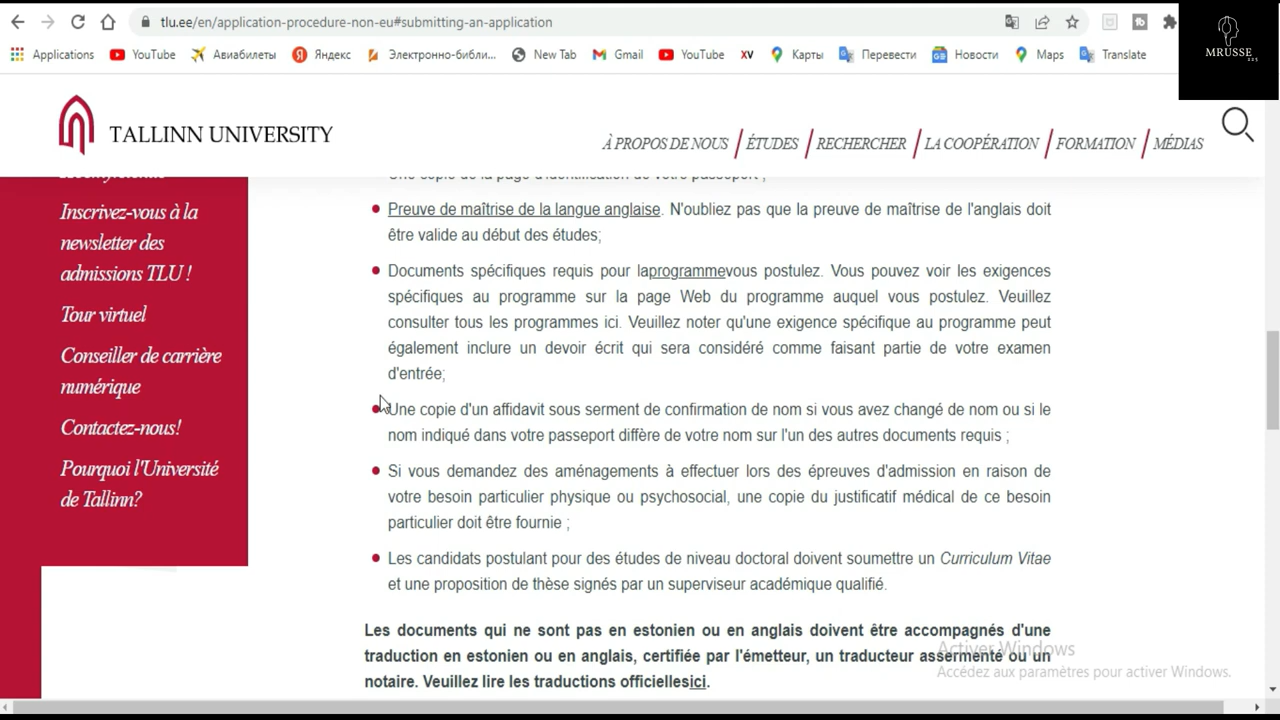 tlu.ee/en/application-procedure-non-eu#submitting-an-application
Applications YouTube Авиабилеты Яндекс Электронно-библи... New Tab Gmail YouTube XV Карты Перевести Новости Maps Translate
MRUSSE
225
TALLINN UNIVERSITY
À PROPOS DE NOUS ÉTUDES RECHERCHER LA COOPÉRATION FORMATION MÉDIAS
Inscrivez-vous à la
newsletter des
admissions TLU !
Tour virtuel
Conseiller de carrière
numérique
Contactez-nous!
Pourquoi l'Université
de Tallinn?
Une copie de la page d'identification de votre passeport ;
Preuve de maîtrise de la langue anglaise. N'oubliez pas que la preuve de maîtrise de l'anglais doit
être valide au début des études;
Documents spécifiques requis pour laprogrammevous postulez. Vous pouvez voir les exigences
spécifiques au programme sur la page Web du programme auquel vous postulez. Veuillez
consulter tous les programmes ici. Veuillez noter qu'une exigence spécifique au programme peut
également inclure un devoir écrit qui sera considéré comme faisant partie de votre examen
d'entrée;
Une copie d'un affidavit sous serment de confirmation de nom si vous avez changé de nom ou si le
nom indiqué dans votre passeport diffère de votre nom sur l'un des autres documents requis ;
Si vous demandez des aménagements à effectuer lors des épreuves d'admission en raison de
votre besoin particulier physique ou psychosocial, une copie du justificatif médical de ce besoin
particulier doit être fournie ;
Les candidats postulant pour des études de niveau doctoral doivent soumettre un Curriculum Vitae
et une proposition de thèse signés par un superviseur académique qualifié.
Les documents qui ne sont pas en estonien ou en anglais doivent être accompagnés d'une
traduction en estonien ou en anglais, certifiée par l'émetteur, un traducteur assermenté ou un
notaire. Veuillez lire les traductions officiellesici.
Activer Windows
Accédez aux paramètres pour activer Windows.